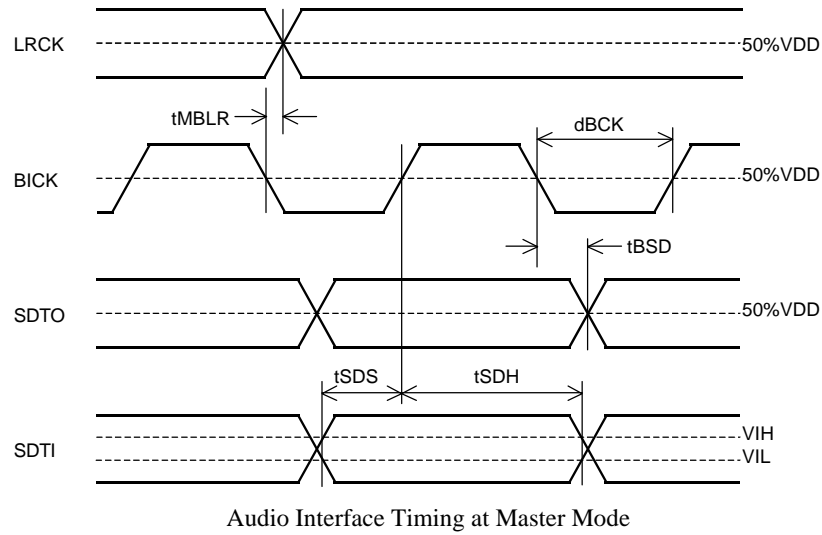 LRCK
50%VDD
tMBLR
dBCK
BICK
50%VDD
tBSD
SDTO
50%VDD
tSDS
tSDH
SDTI
VIH
VIL
Audio Interface Timing at Master Mode